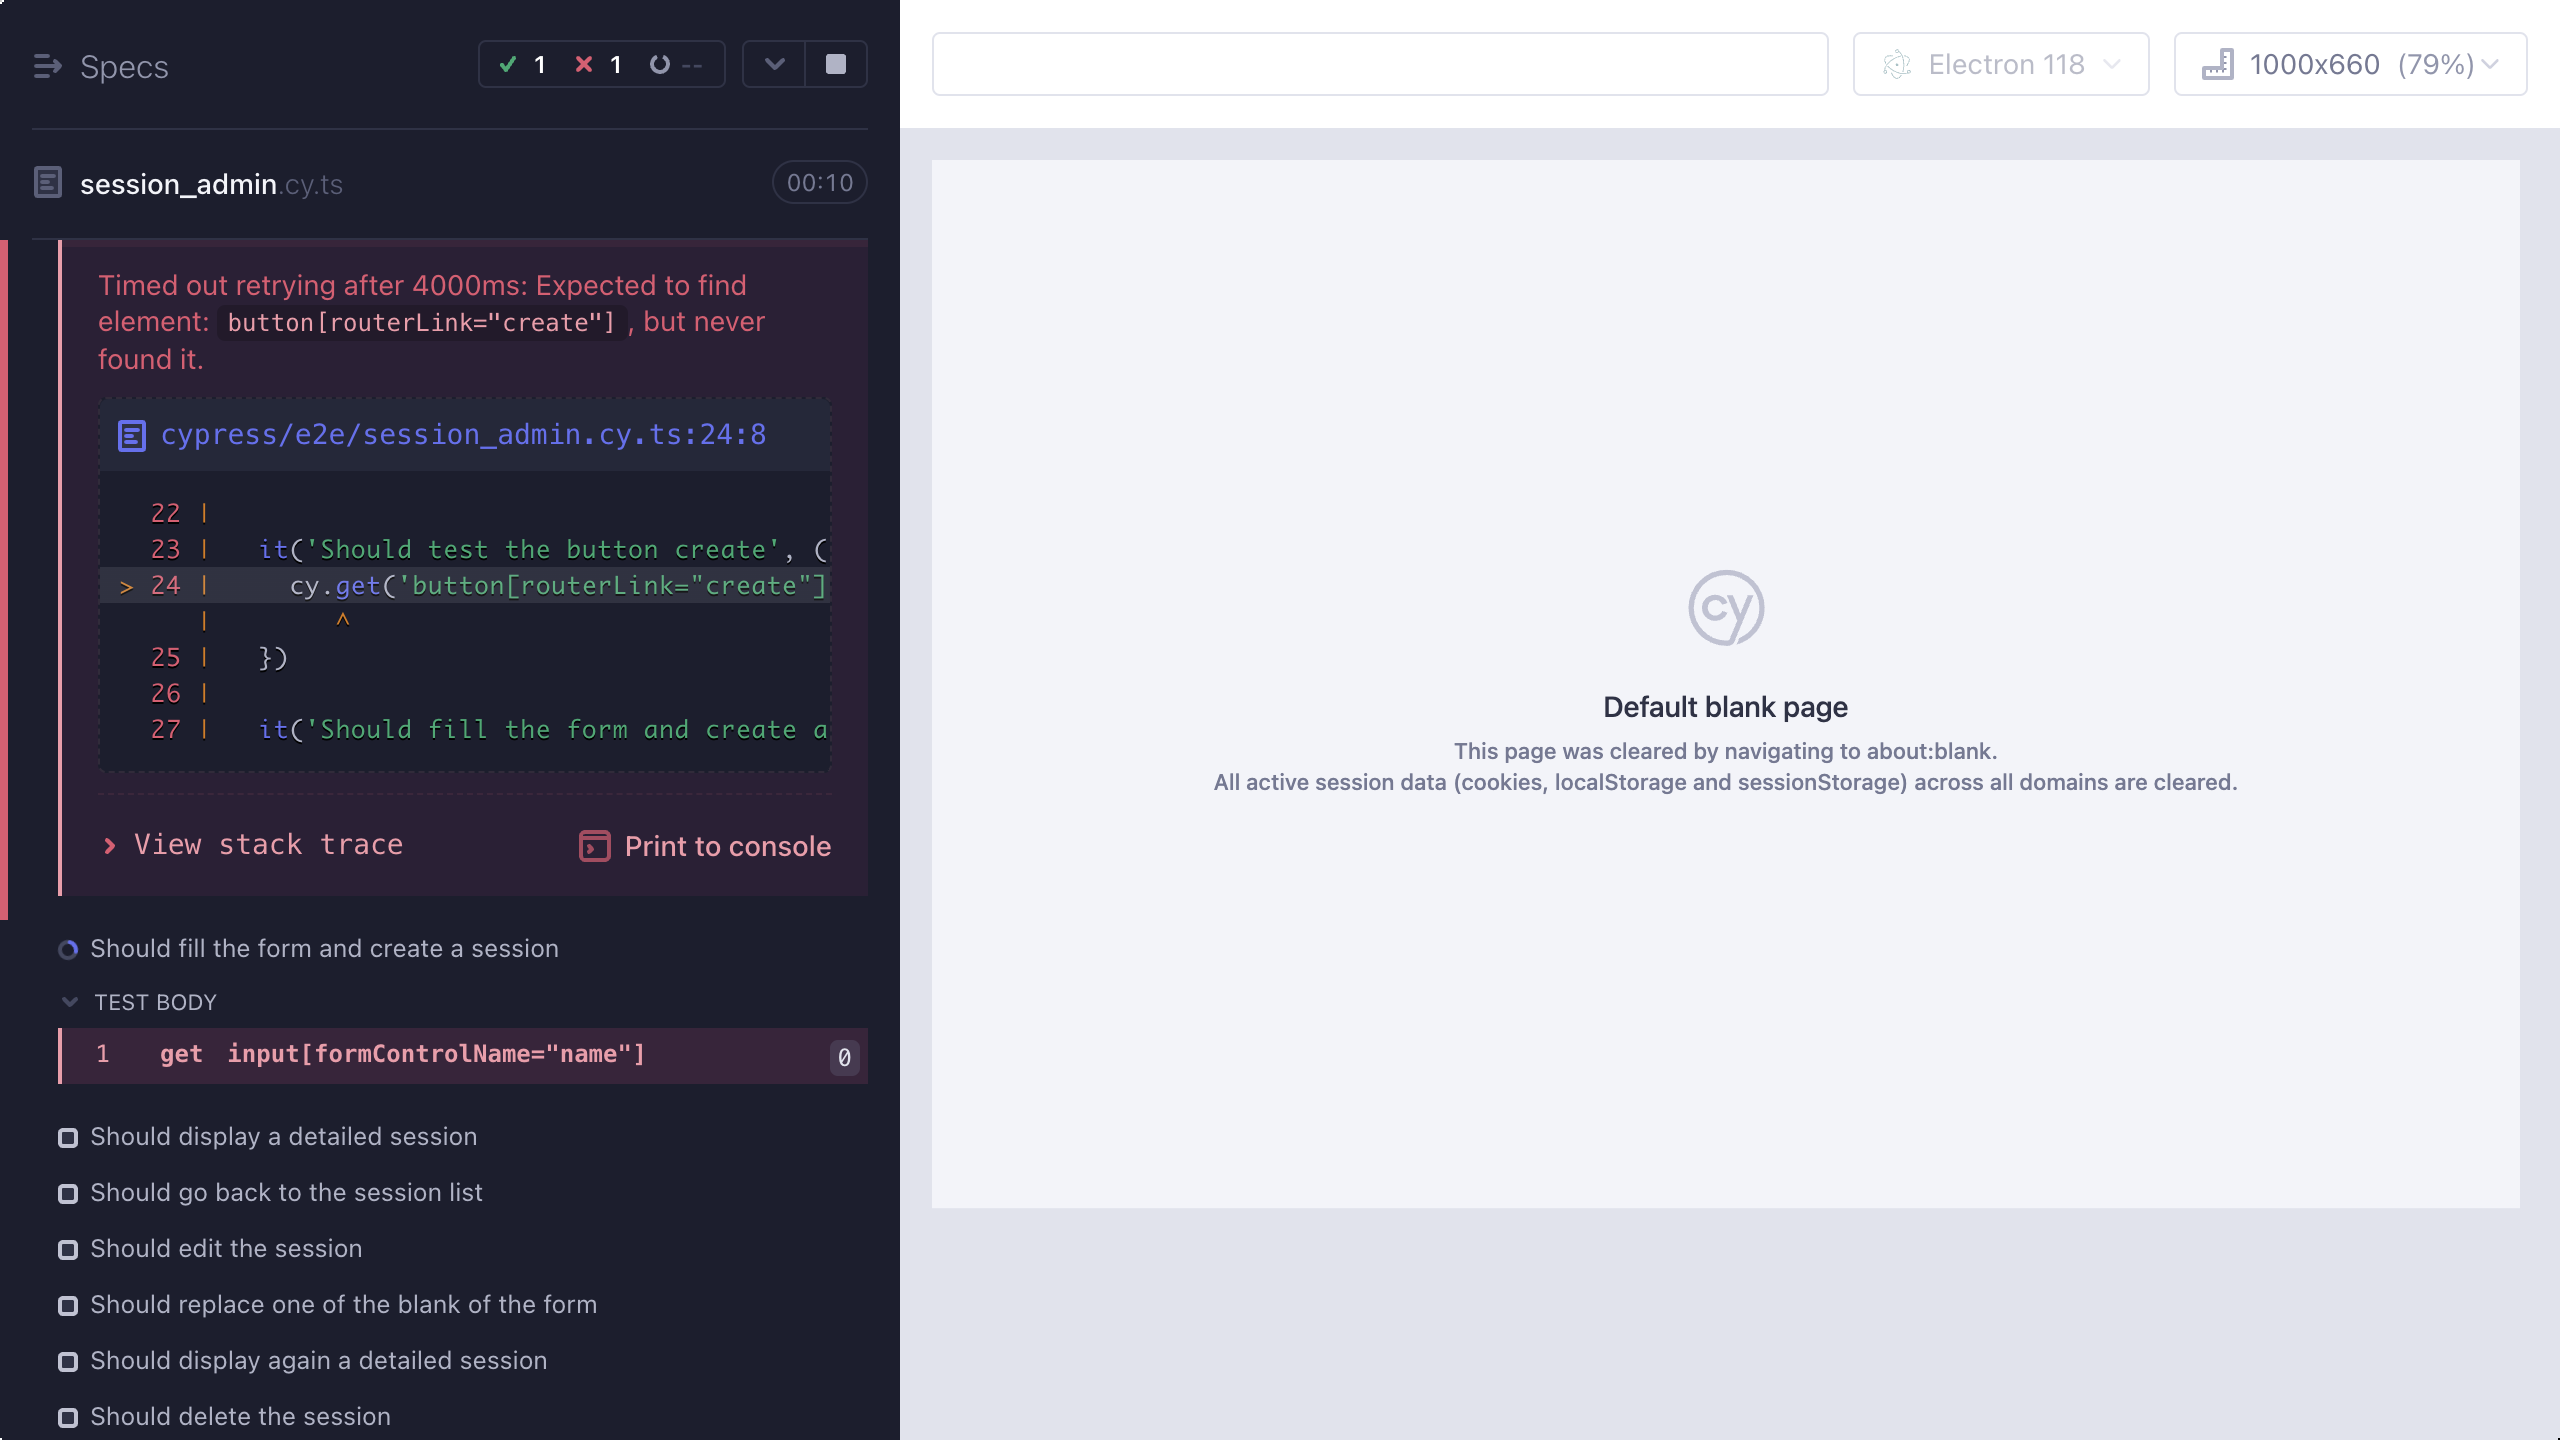 Specs
1 1 --
session_admin.cy.ts 00:10
Timed out retrying after 4000ms: Expected to find
element: button[routerLink="create"], but never
found it.
cypress/e2e/session_admin.cy.ts:24:8
22 |
23 | it('Should test the button create', (
> 24 | cy.get('button[routerLink="create"]
| ^
25 | })
26 |
27 | it('Should fill the form and create a
View stack trace
Print to console
Should fill the form and create a session
TEST BODY
1 get input[formControlName="name"] 0
Should display a detailed session
Should go back to the session list
Should edit the session
Should replace one of the blank of the form
Should display again a detailed session
Should delete the session
Electron 118
1000x660 (79%)
cy
Default blank page
This page was cleared by navigating to about:blank.
All active session data (cookies, localStorage and sessionStorage) across all domains are cleared.